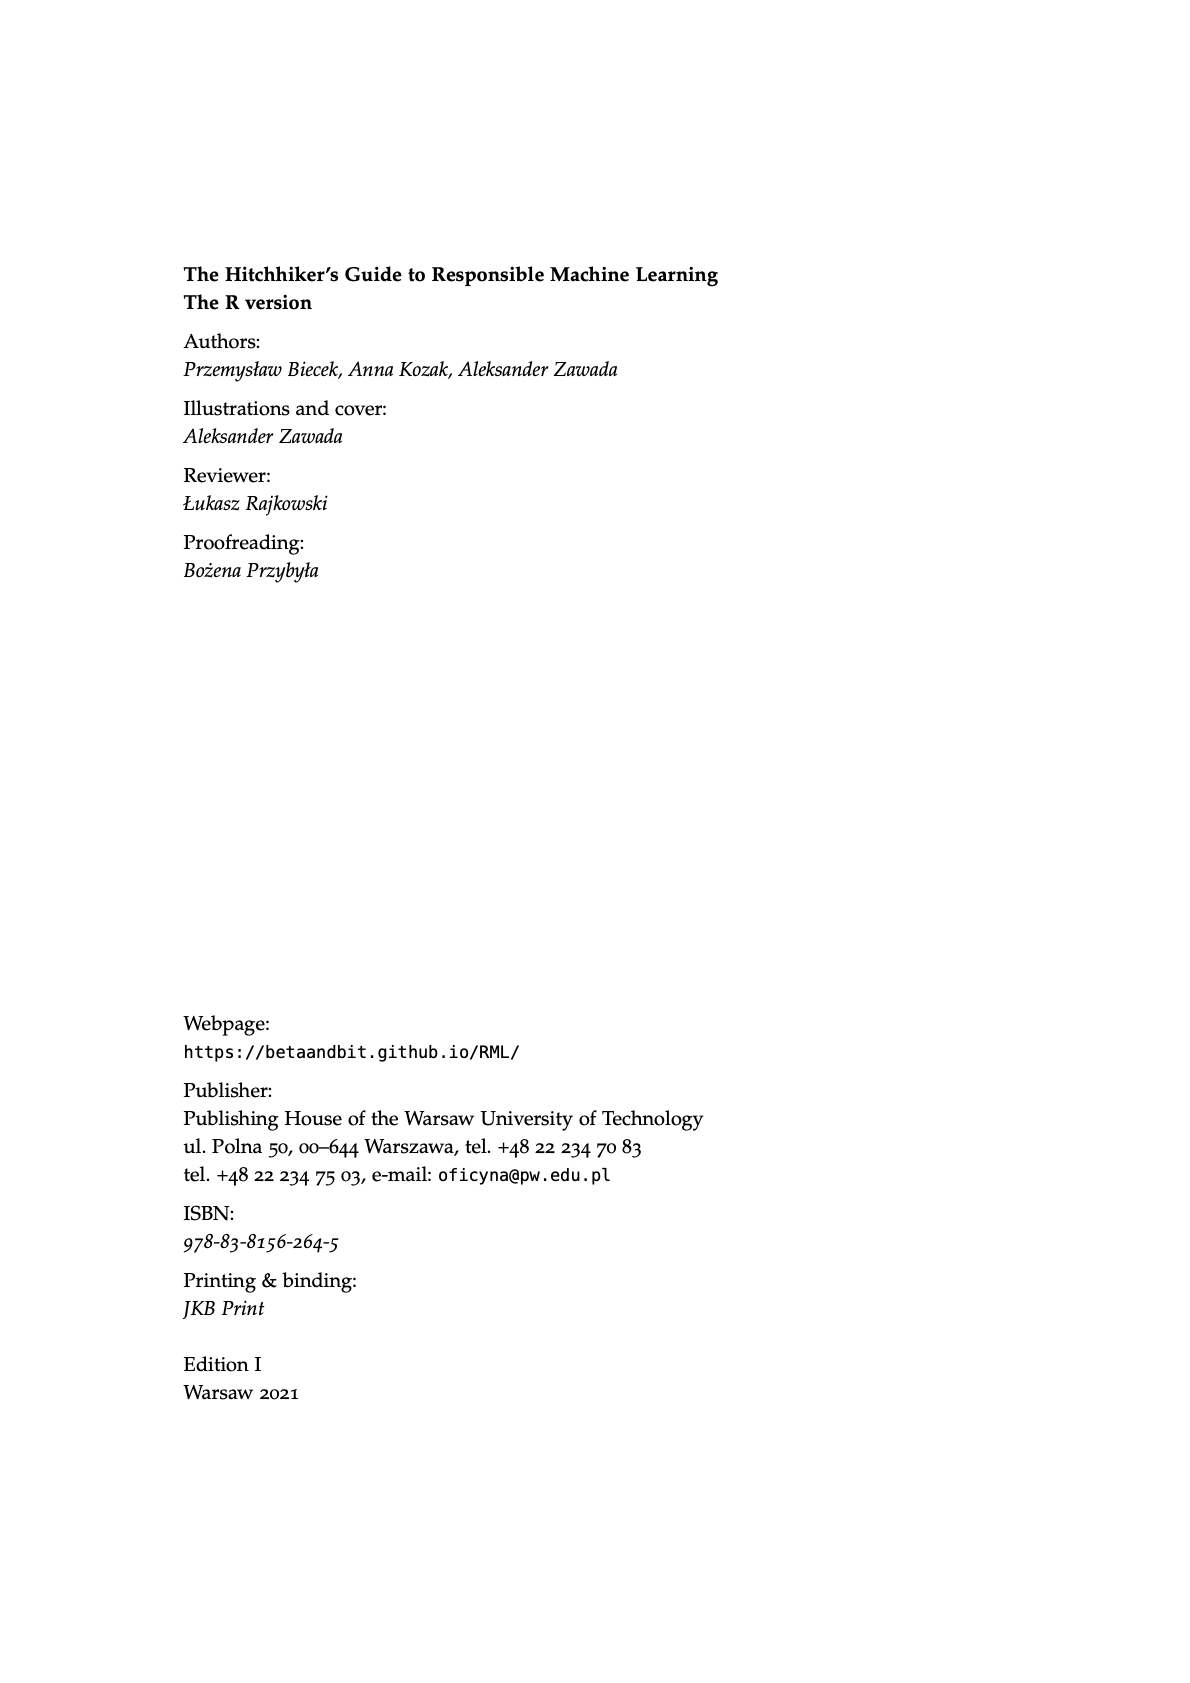 The Hitchhiker's Guide to Responsible Machine Learning
The R version
Authors:
Przemysław Biecek, Anna Kozak, Aleksander Zawada
Illustrations and cover:
Aleksander Zawada
Reviewer:
Łukasz Rajkowski
Proofreading:
Bożena Przybyła
Webpage:
https://betaandbit.github.io/RML/
Publisher:
Publishing House of the Warsaw University of Technology
ul. Polna 50, 00–644 Warszawa, tel. +48 22 234 70 83
tel. +48 22 234 75 03, e-mail: oficyna@pw.edu.pl
ISBN:
978-83-8156-264-5
Printing & binding:
JKB Print
Edition I
Warsaw 2021